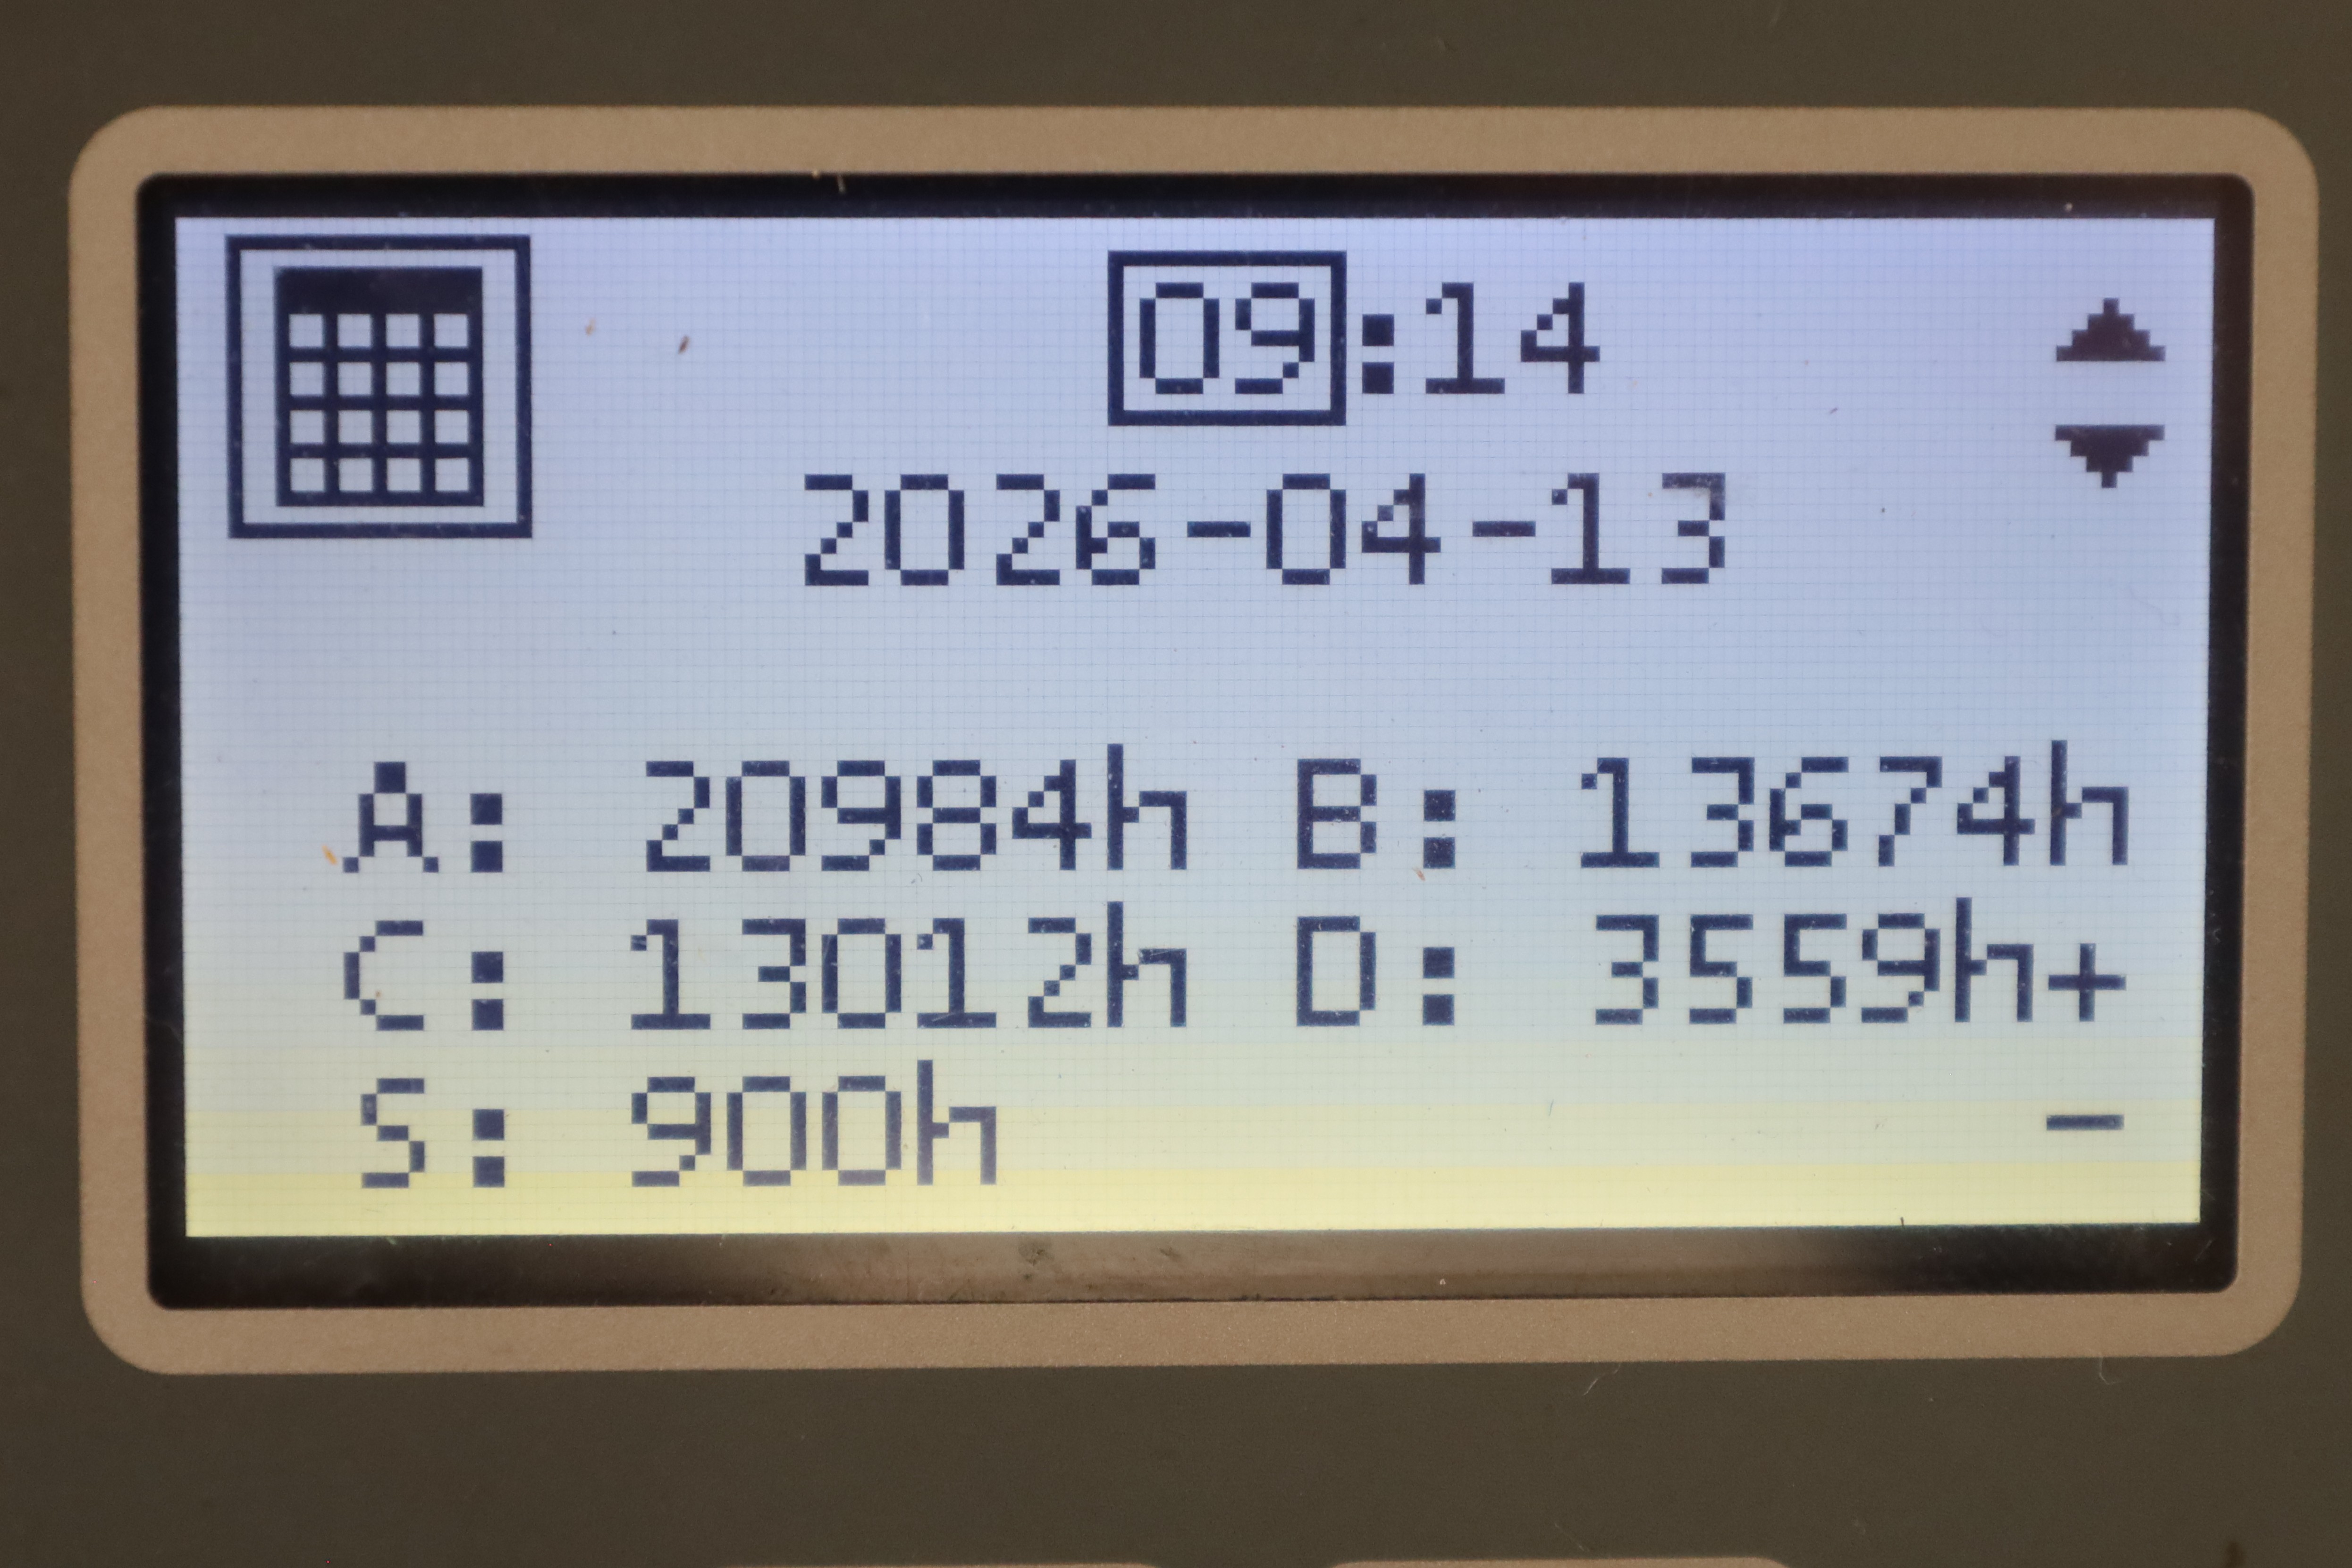 09:14
2026-04-13
A: 20984h B: 13674h
C: 13012h D: 3559h+
S: 900h -